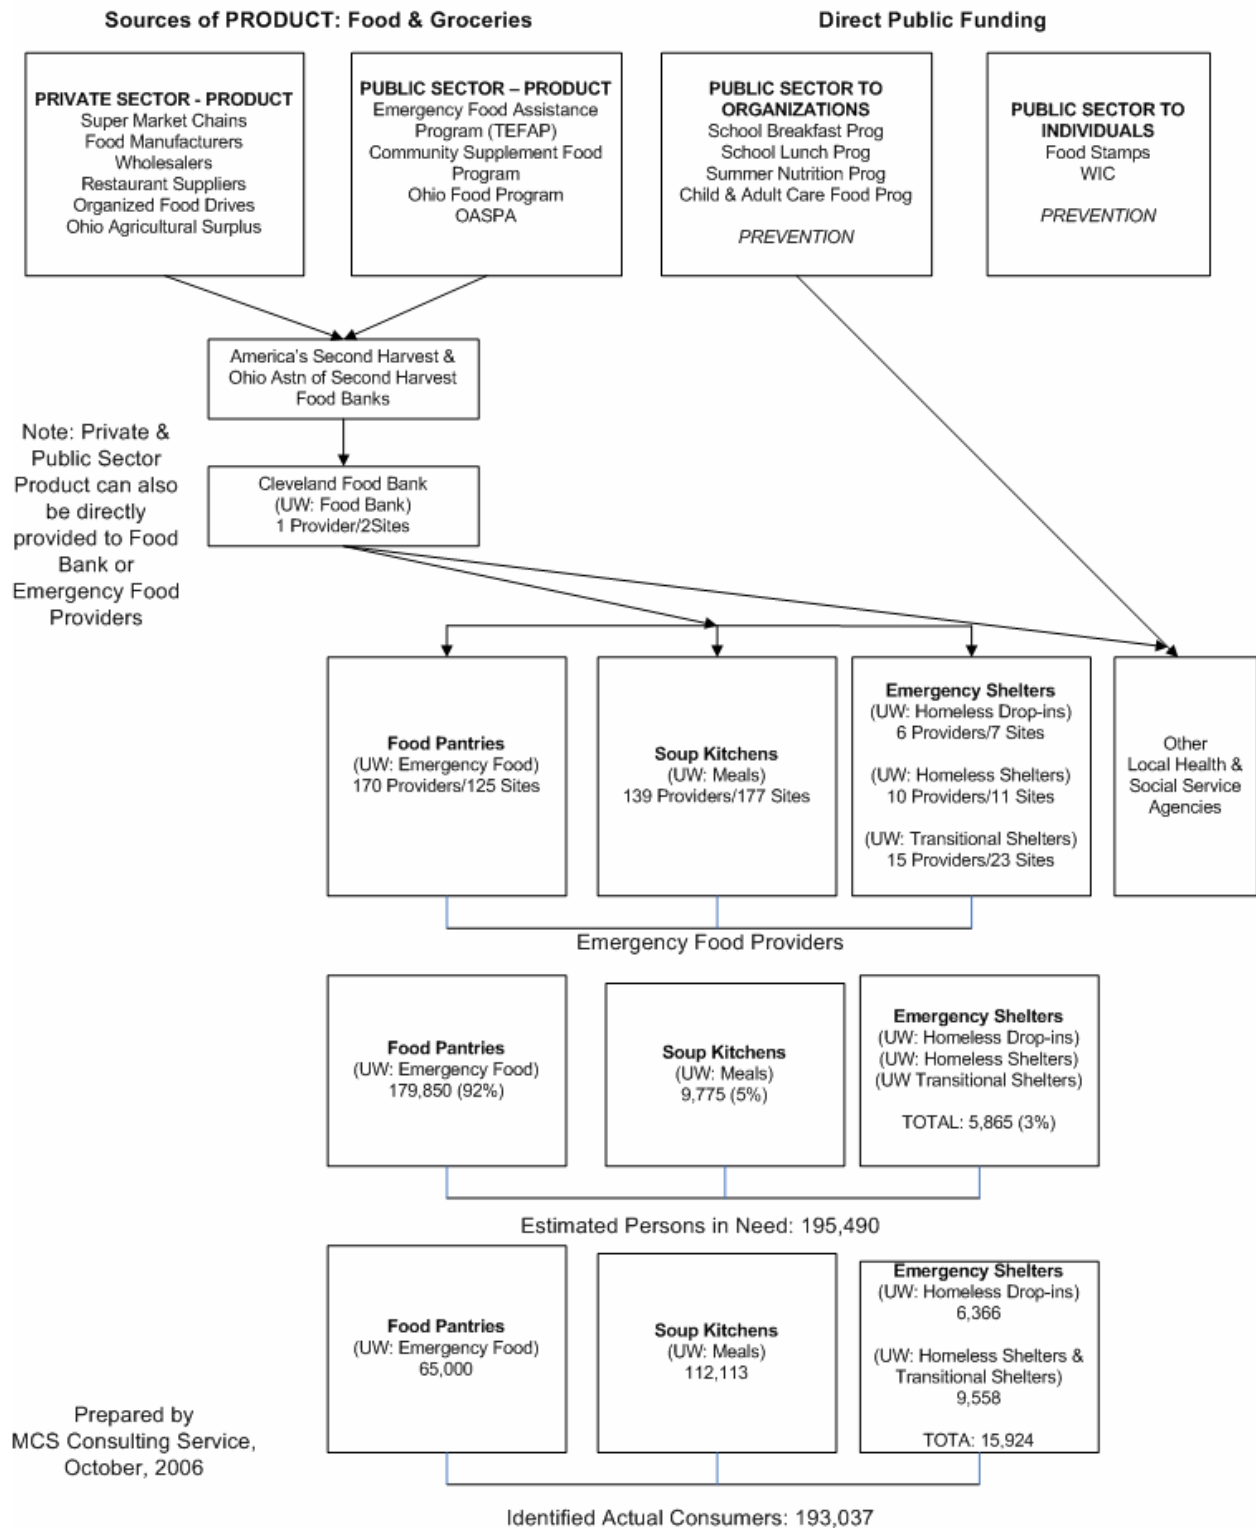 Sources of PRODUCT: Food & Groceries
Direct Public Funding
PRIVATE SECTOR - PRODUCT
Super Market Chains
Food Manufacturers
Wholesalers
Restaurant Suppliers
Organized Food Drives
Ohio Agricultural Surplus
PUBLIC SECTOR – PRODUCT
Emergency Food Assistance
Program (TEFAP)
Community Supplement Food
Program
Ohio Food Program
OASPA
PUBLIC SECTOR TO
ORGANIZATIONS
School Breakfast Prog
School Lunch Prog
Summer Nutrition Prog
Child & Adult Care Food Prog
PREVENTION
PUBLIC SECTOR TO
INDIVIDUALS
Food Stamps
WIC
PREVENTION
America's Second Harvest &
Ohio Astn of Second Harvest
Food Banks
Note: Private &
Public Sector
Product can also
be directly
provided to Food
Bank or
Emergency Food
Providers
Cleveland Food Bank
(UW: Food Bank)
1 Provider/2Sites
Food Pantries
(UW: Emergency Food)
170 Providers/125 Sites
Soup Kitchens
(UW: Meals)
139 Providers/177 Sites
Emergency Shelters
(UW: Homeless Drop-ins)
6 Providers/7 Sites
(UW: Homeless Shelters)
10 Providers/11 Sites
(UW: Transitional Shelters)
15 Providers/23 Sites
Other
Local Health &
Social Service
Agencies
Emergency Food Providers
Food Pantries
(UW: Emergency Food)
179,850 (92%)
Soup Kitchens
(UW: Meals)
9,775 (5%)
Emergency Shelters
(UW: Homeless Drop-ins)
(UW: Homeless Shelters)
(UW Transitional Shelters)
TOTAL: 5,865 (3%)
Estimated Persons in Need: 195,490
Food Pantries
(UW: Emergency Food)
65,000
Soup Kitchens
(UW: Meals)
112,113
Emergency Shelters
(UW: Homeless Drop-ins)
6,366
(UW: Homeless Shelters &
Transitional Shelters)
9,558
TOTA: 15,924
Prepared by
MCS Consulting Service,
October, 2006
Identified Actual Consumers: 193,037